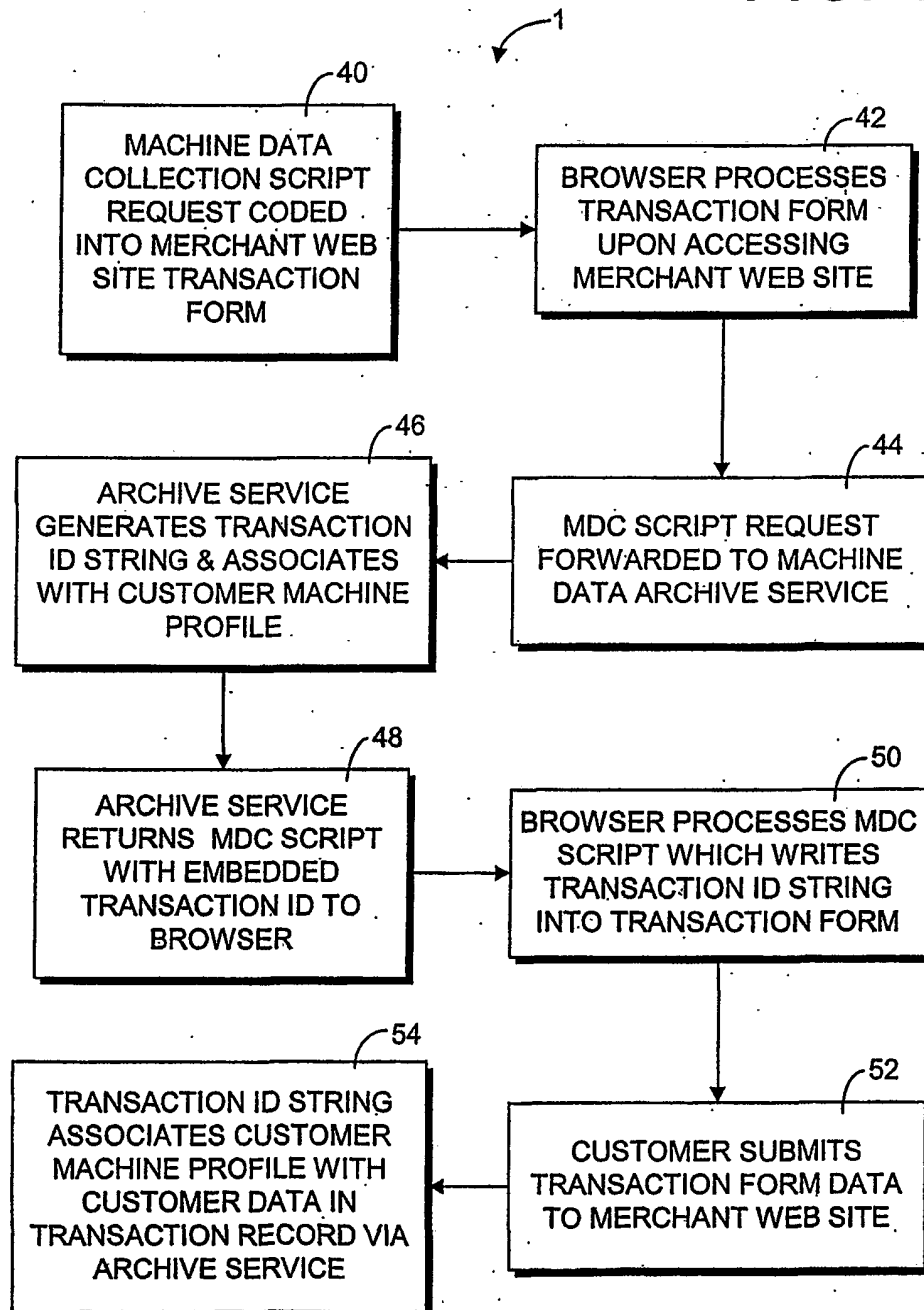 1
40
MACHINE DATA
COLLECTION SCRIPT
REQUEST CODED
INTO MERCHANT WEB
SITE TRANSACTION
FORM
42
BROWSER PROCESSES
TRANSACTION FORM
UPON ACCESSING
MERCHANT WEB SITE
44
MDC SCRIPT REQUEST
FORWARDED TO MACHINE
DATA ARCHIVE SERVICE
46
ARCHIVE SERVICE
GENERATES TRANSACTION
ID STRING & ASSOCIATES
WITH CUSTOMER MACHINE
PROFILE
48
ARCHIVE SERVICE
RETURNS MDC SCRIPT
WITH EMBEDDED
TRANSACTION ID TO
BROWSER
50
BROWSER PROCESSES MDC
SCRIPT WHICH WRITES
TRANSACTION ID STRING
INTO TRANSACTION FORM
52
CUSTOMER SUBMITS
TRANSACTION FORM DATA
TO MERCHANT WEB SITE
54
TRANSACTION ID STRING
ASSOCIATES CUSTOMER
MACHINE PROFILE WITH
CUSTOMER DATA IN
TRANSACTION RECORD VIA
ARCHIVE SERVICE